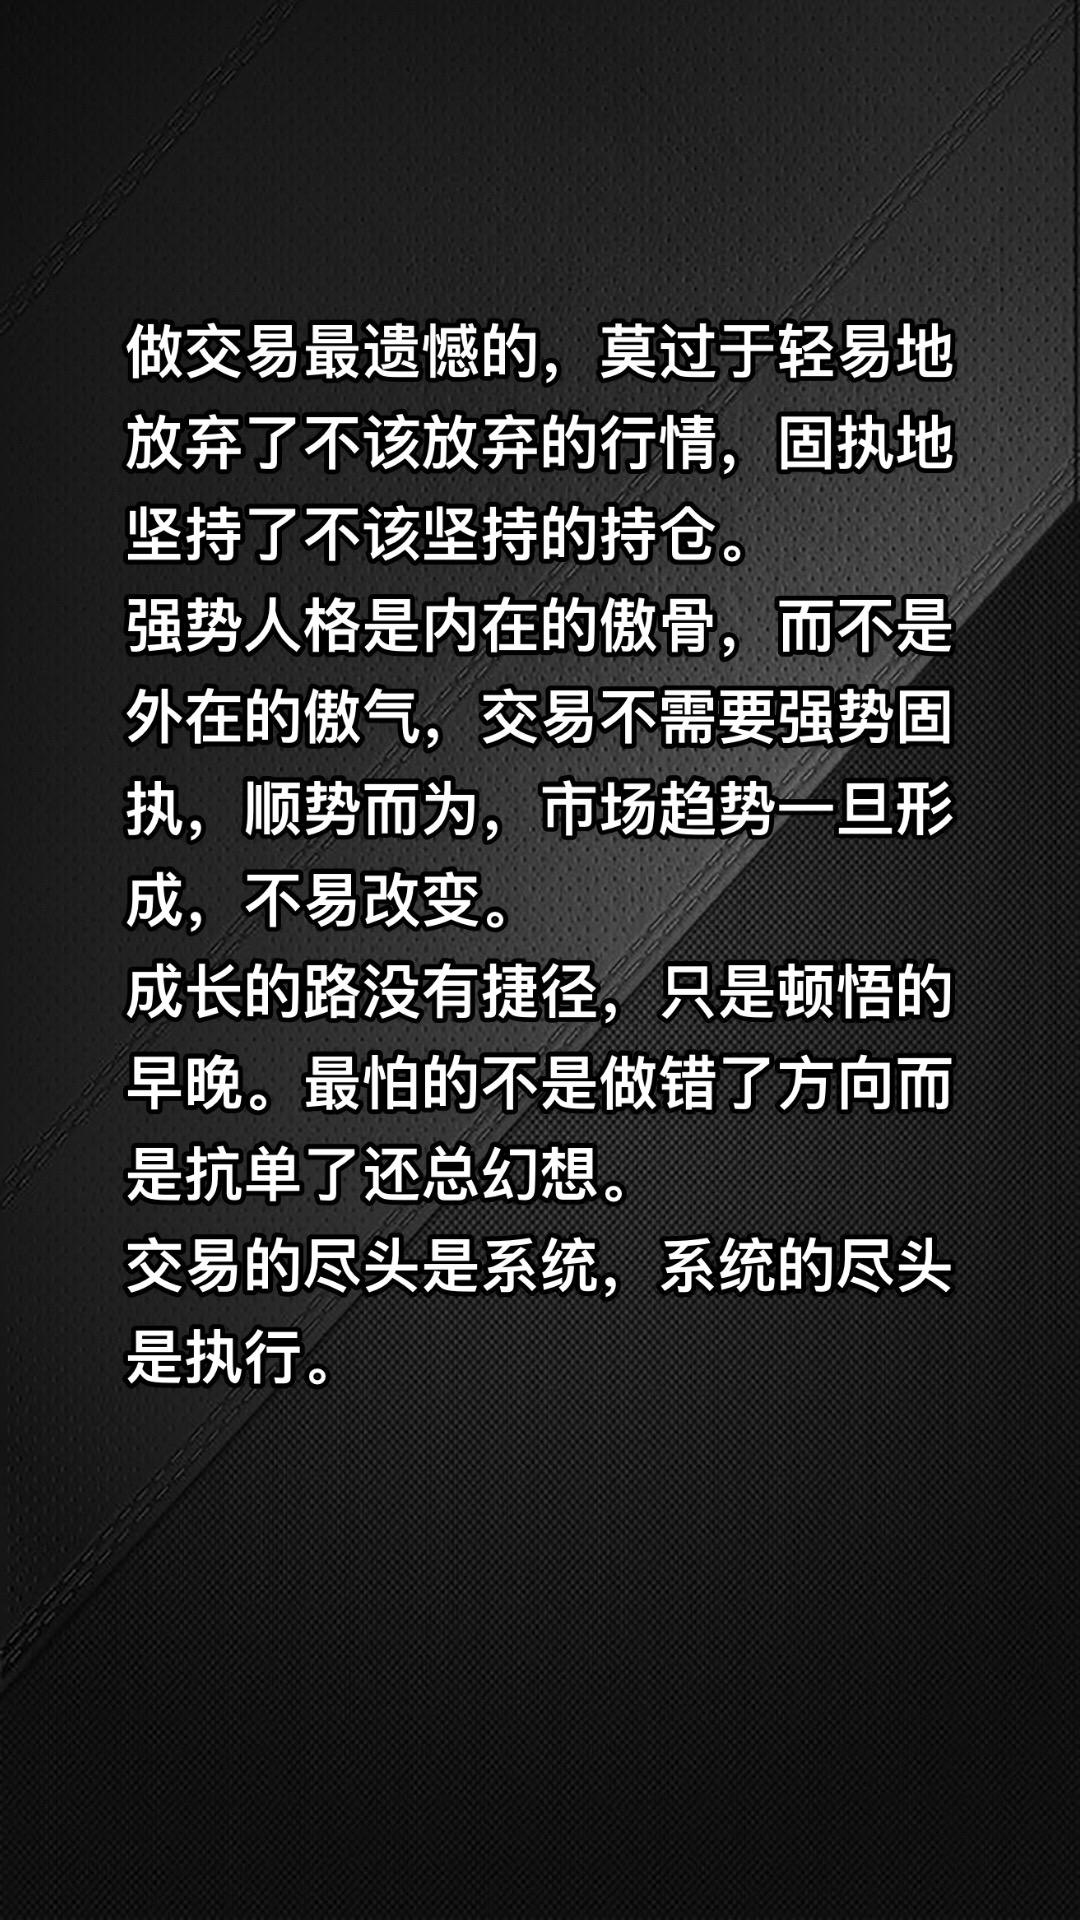 做交易最遗憾的，莫过于轻易地
放弃了不该放弃的行情，固执地
坚持了不该坚持的持仓。
强势人格是内在的傲骨，而不是
外在的傲气，交易不需要强势固
执，顺势而为，市场趋势一旦形
成，不易改变。
成长的路没有捷径，只是顿悟的
早晚。最怕的不是做错了方向而
是抗单了还总幻想。
交易的尽头是系统，系统的尽头
是执行。